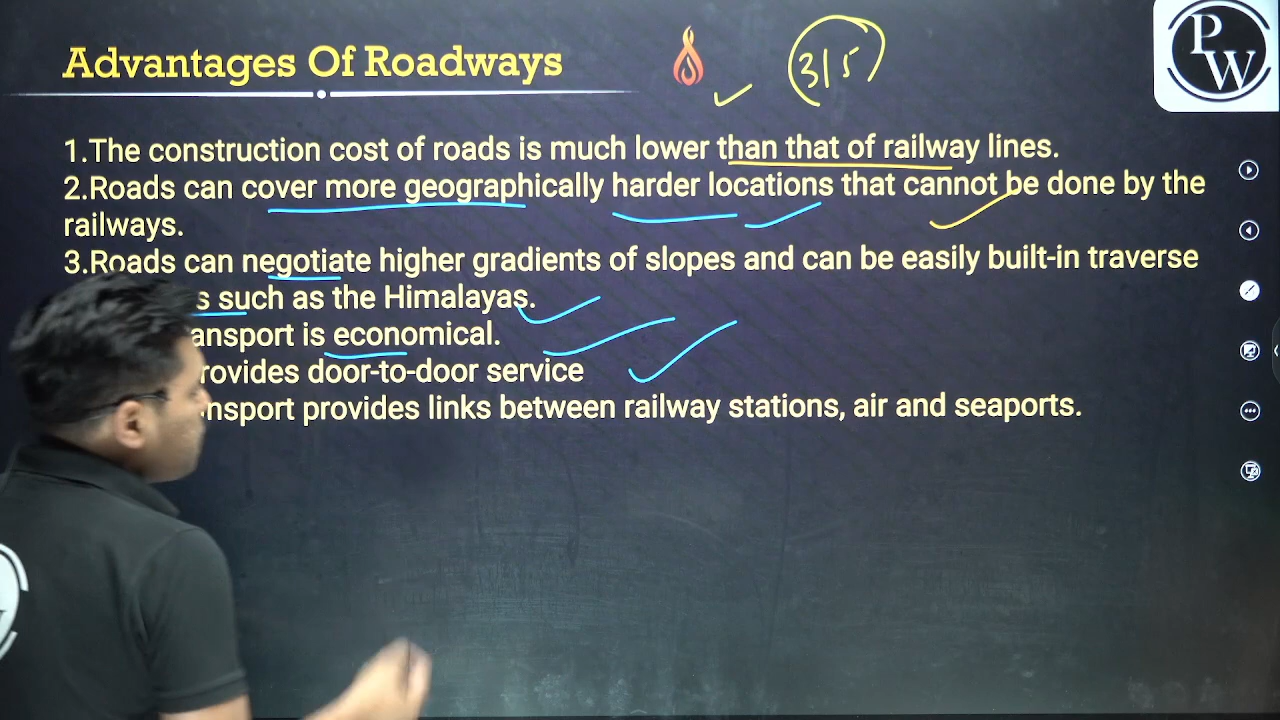 Advantages Of Roadways
3/5
PW
1.The construction cost of roads is much lower than that of railway lines.
2.Roads can cover more geographically harder locations that cannot be done by the
railways.
3.Roads can negotiate higher gradients of slopes and can be easily built-in traverse
s such as the Himalayas.
ansport is economical.
rovides door-to-door service
nsport provides links between railway stations, air and seaports.